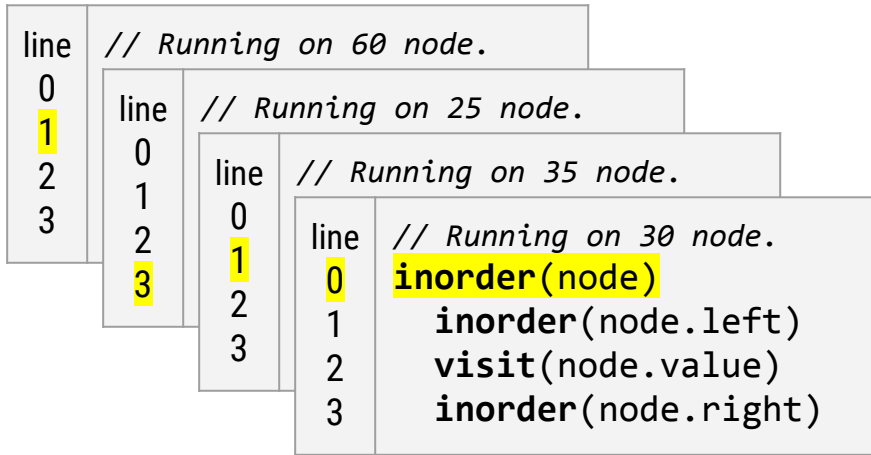 line // Running on 60 node.
0
1
2
3
line // Running on 25 node.
0
1
2
3
line // Running on 35 node.
0
1
2
3
line // Running on 30 node.
0 inorder(node)
1 inorder(node.left)
2 visit(node.value)
3 inorder(node.right)